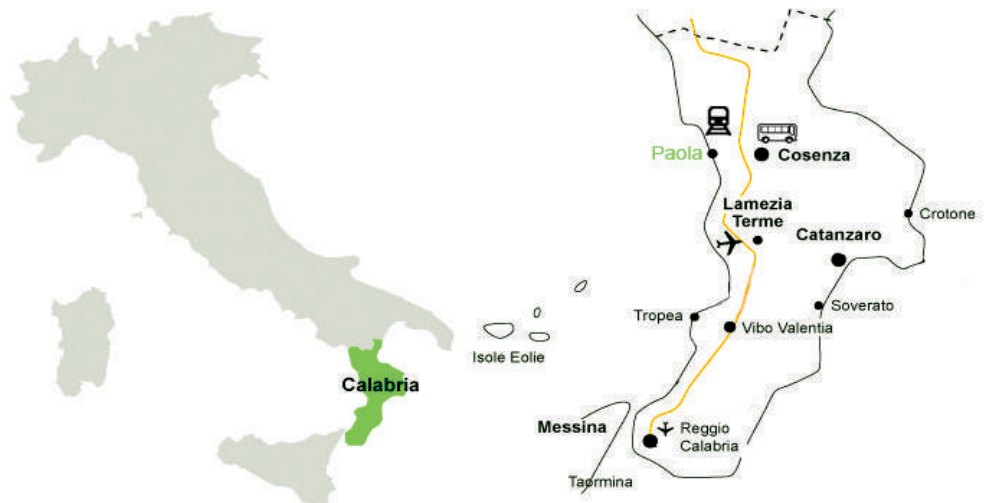 Calabria
Paola
Cosenza
Lamezia
Terme
Crotone
Catanzaro
Soverato
Tropea
Vibo Valentia
Isole Eolie
Messina
Reggio
Calabria
Taormina